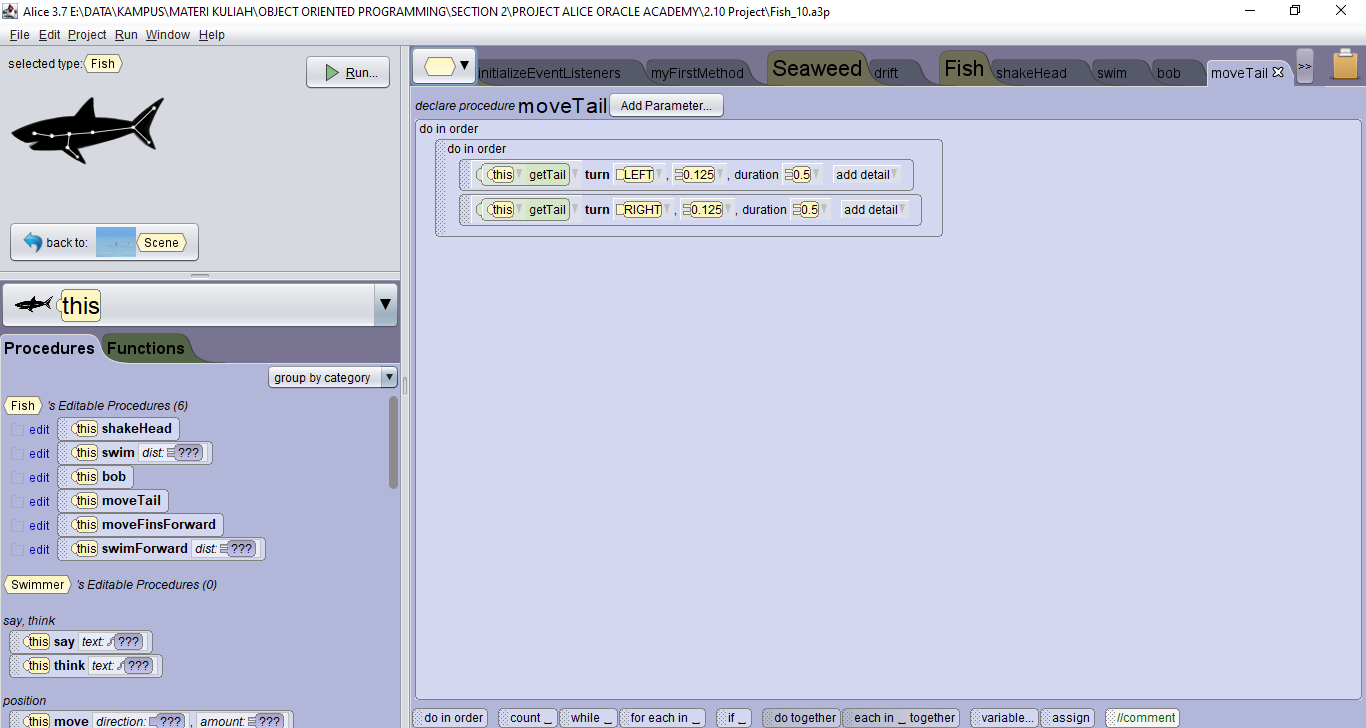 Alice 3.7 E:\DATA\KAMPUS\MATERI KULIAH\OBJECT ORIENTED PROGRAMMING\SECTION 2\PROJECT ALICE ORACLE ACADEMY\2.10 Project\Fish_10.a3p
File Edit Project Run Window Help
selected type: Fish
Run...
back to: Scene
this
Procedures Functions
group by category
Fish 's Editable Procedures (6)
edit this shakeHead
edit this swim dist: ???
edit this bob
edit this moveTail
edit this moveFinsForward
edit this swimForward dist: ???
Swimmer 's Editable Procedures (0)
say, think
this say text: ???
this think text: ???
position
this move direction: ??? , amount: ???
initializeEventListeners myFirstMethod Seaweed drift Fish shakeHead swim bob moveTail >>
declare procedure moveTail Add Parameter...
do in order
do in order
this getTail turn LEFT , 0.125 , duration 0.5 add detail
this getTail turn RIGHT , 0.125 , duration 0.5 add detail
do in order count _ while _ for each in _ if _ do together each in _ together variable... assign //comment